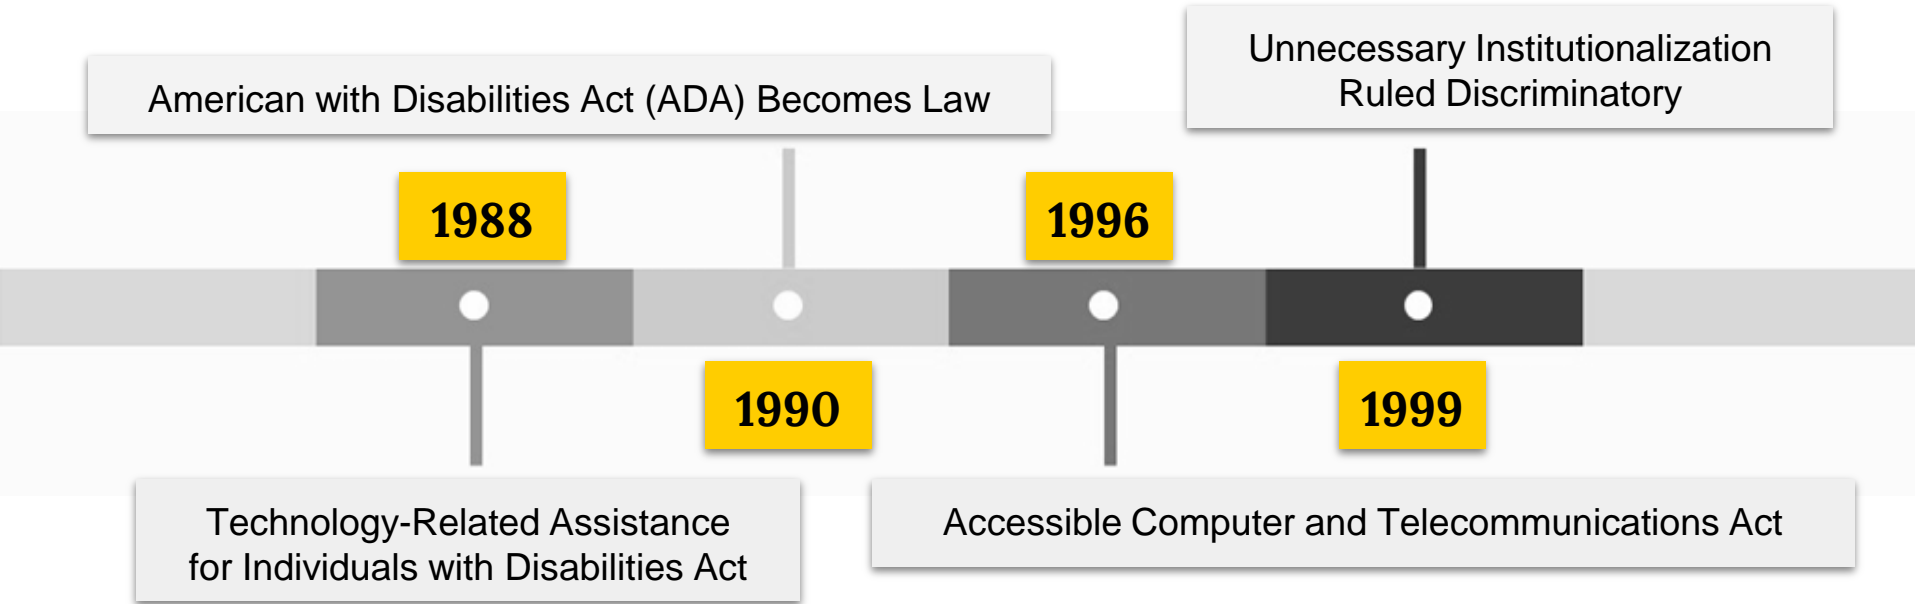 Unnecessary Institutionalization
Ruled Discriminatory
American with Disabilities Act (ADA) Becomes Law
1988
1996
1990
1999
Technology-Related Assistance
for Individuals with Disabilities Act
Accessible Computer and Telecommunications Act